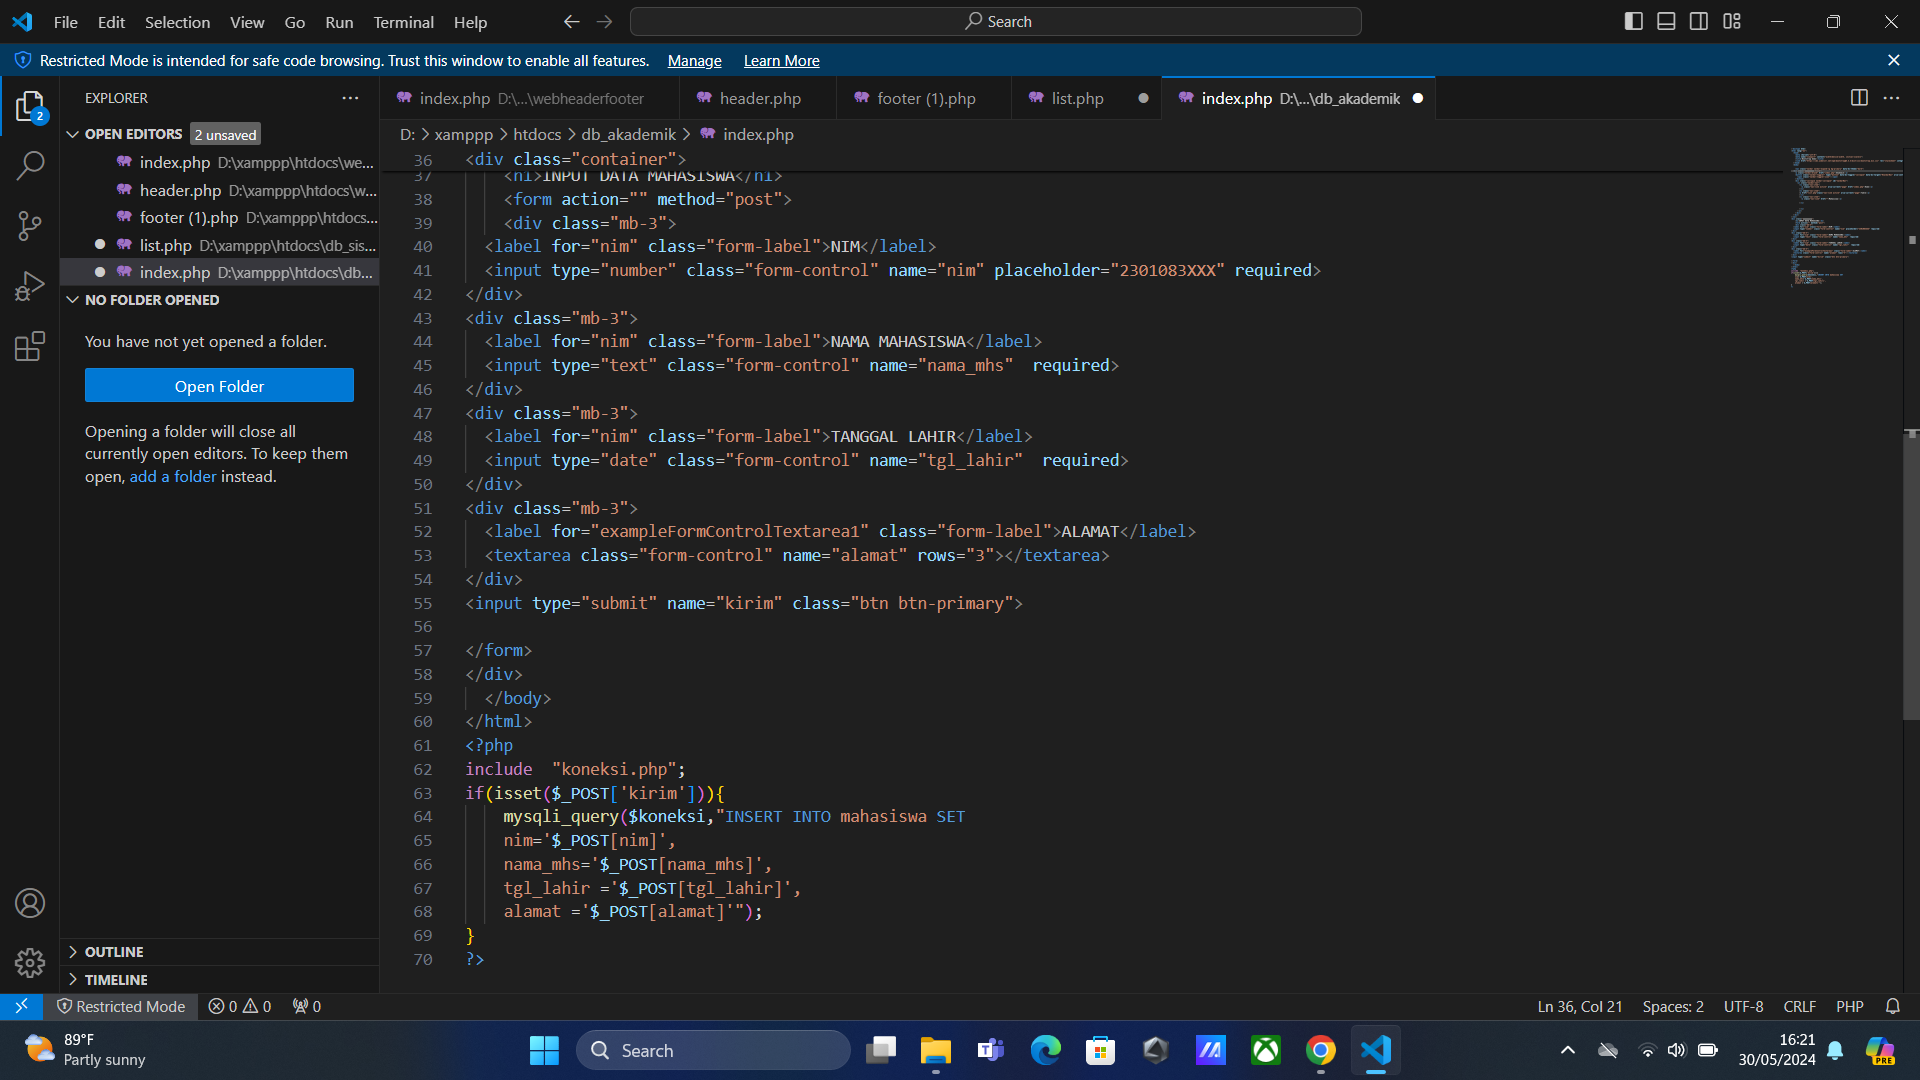 File Edit Selection View Go Run Terminal Help
Search
Restricted Mode is intended for safe code browsing. Trust this window to enable all features. Manage Learn More
EXPLORER
index.php D:\...\webheaderfooter
header.php
footer (1).php
list.php
index.php D:\...\db_akademik
OPEN EDITORS 2 unsaved
index.php D:\xamppp\htdocs\we...
header.php D:\xamppp\htdocs\w...
footer (1).php D:\xamppp\htdocs...
list.php D:\xamppp\htdocs\db_sis...
index.php D:\xamppp\htdocs\db...
NO FOLDER OPENED
You have not yet opened a folder.
Open Folder
Opening a folder will close all
currently open editors. To keep them
open, add a folder instead.
OUTLINE
TIMELINE
D: > xamppp > htdocs > db_akademik > index.php
36 <div class="container">
37 <h1>INPUT DATA MAHASISWA</h1>
38 <form action="" method="post">
39 <div class="mb-3">
40 <label for="nim" class="form-label">NIM</label>
41 <input type="number" class="form-control" name="nim" placeholder="2301083XXX" required>
42 </div>
43 <div class="mb-3">
44 <label for="nim" class="form-label">NAMA MAHASISWA</label>
45 <input type="text" class="form-control" name="nama_mhs"  required>
46 </div>
47 <div class="mb-3">
48 <label for="nim" class="form-label">TANGGAL LAHIR</label>
49 <input type="date" class="form-control" name="tgl_lahir"  required>
50 </div>
51 <div class="mb-3">
52 <label for="exampleFormControlTextarea1" class="form-label">ALAMAT</label>
53 <textarea class="form-control" name="alamat" rows="3"></textarea>
54 </div>
55 <input type="submit" name="kirim" class="btn btn-primary">
56
57 </form>
58 </div>
59 </body>
60 </html>
61 <?php
62 include  "koneksi.php";
63 if(isset($_POST['kirim'])){
64 mysqli_query($koneksi,"INSERT INTO mahasiswa SET
65 nim='$_POST[nim]',
66 nama_mhs='$_POST[nama_mhs]',
67 tgl_lahir ='$_POST[tgl_lahir]',
68 alamat ='$_POST[alamat]'");
69 }
70 ?>
2
Restricted Mode 0 0 0
Ln 36, Col 21 Spaces: 2 UTF-8 CRLF PHP
89°F
Partly sunny
Search
16:21
30/05/2024
PRE